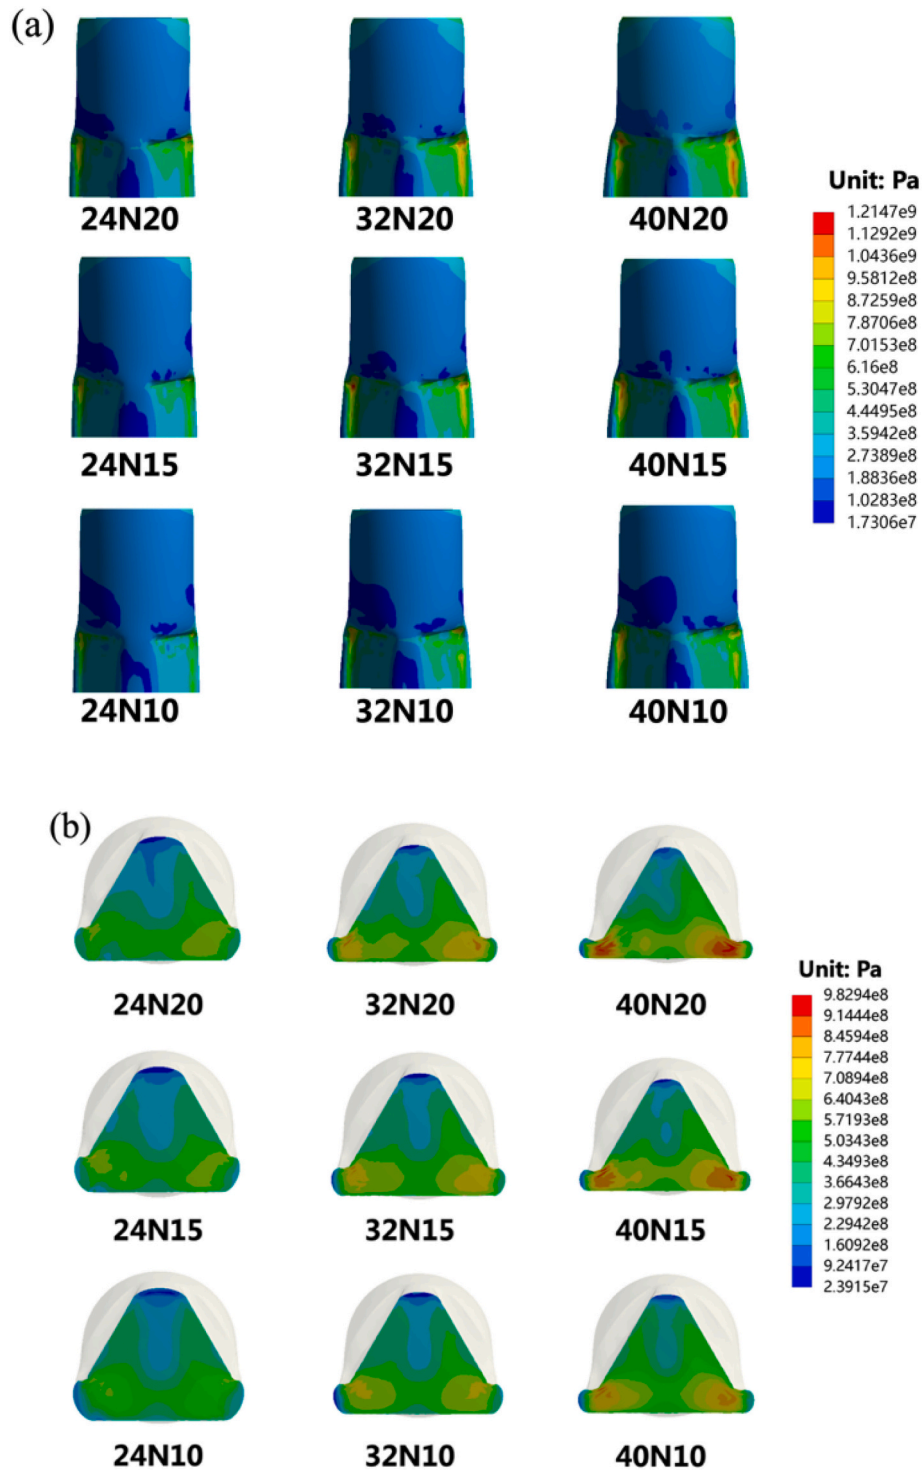 (a)
24N20 32N20 40N20
Unit: Pa
1.2147e9
1.1292e9
1.0436e9
9.5812e8
8.7259e8
7.8706e8
7.0153e8
6.16e8
5.3047e8
4.4495e8
3.5942e8
2.7389e8
1.8836e8
1.0283e8
1.7306e7
24N15 32N15 40N15
24N10 32N10 40N10
(b)
24N20 32N20 40N20
Unit: Pa
9.8294e8
9.1444e8
8.4594e8
7.7744e8
7.0894e8
6.4043e8
5.7193e8
5.0343e8
4.3493e8
3.6643e8
2.9792e8
2.2942e8
1.6092e8
9.2417e7
2.3915e7
24N15 32N15 40N15
24N10 32N10 40N10